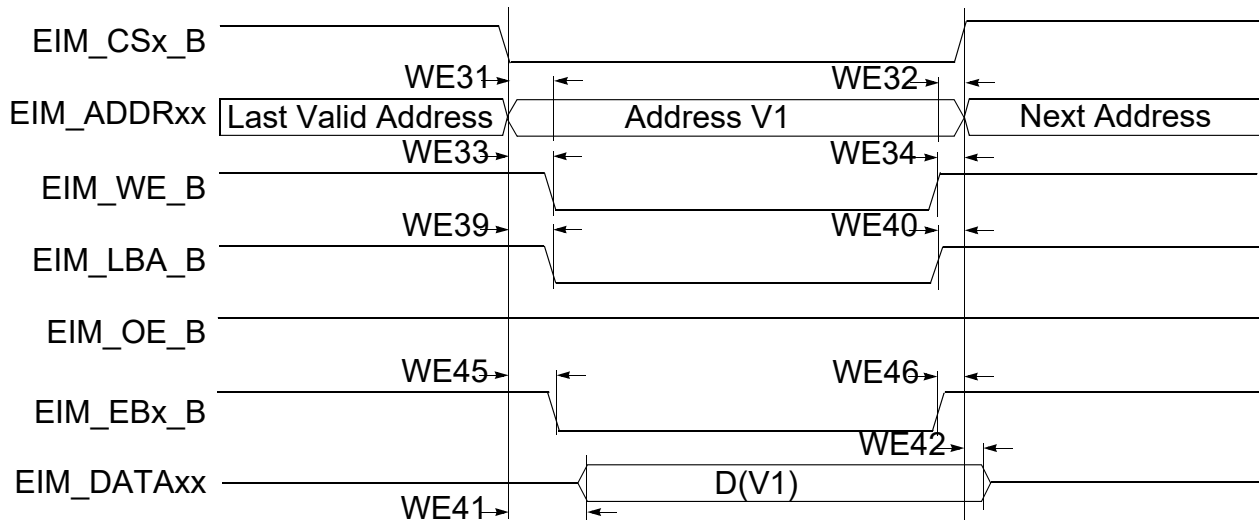 EIM_CSx_B
WE31 WE32
EIM_ADDRxx Last Valid Address Address V1 Next Address
WE33 WE34
EIM_WE_B
WE39 WE40
EIM_LBA_B
EIM_OE_B
WE45 WE46
EIM_EBx_B
WE42
EIM_DATAxx D(V1)
WE41